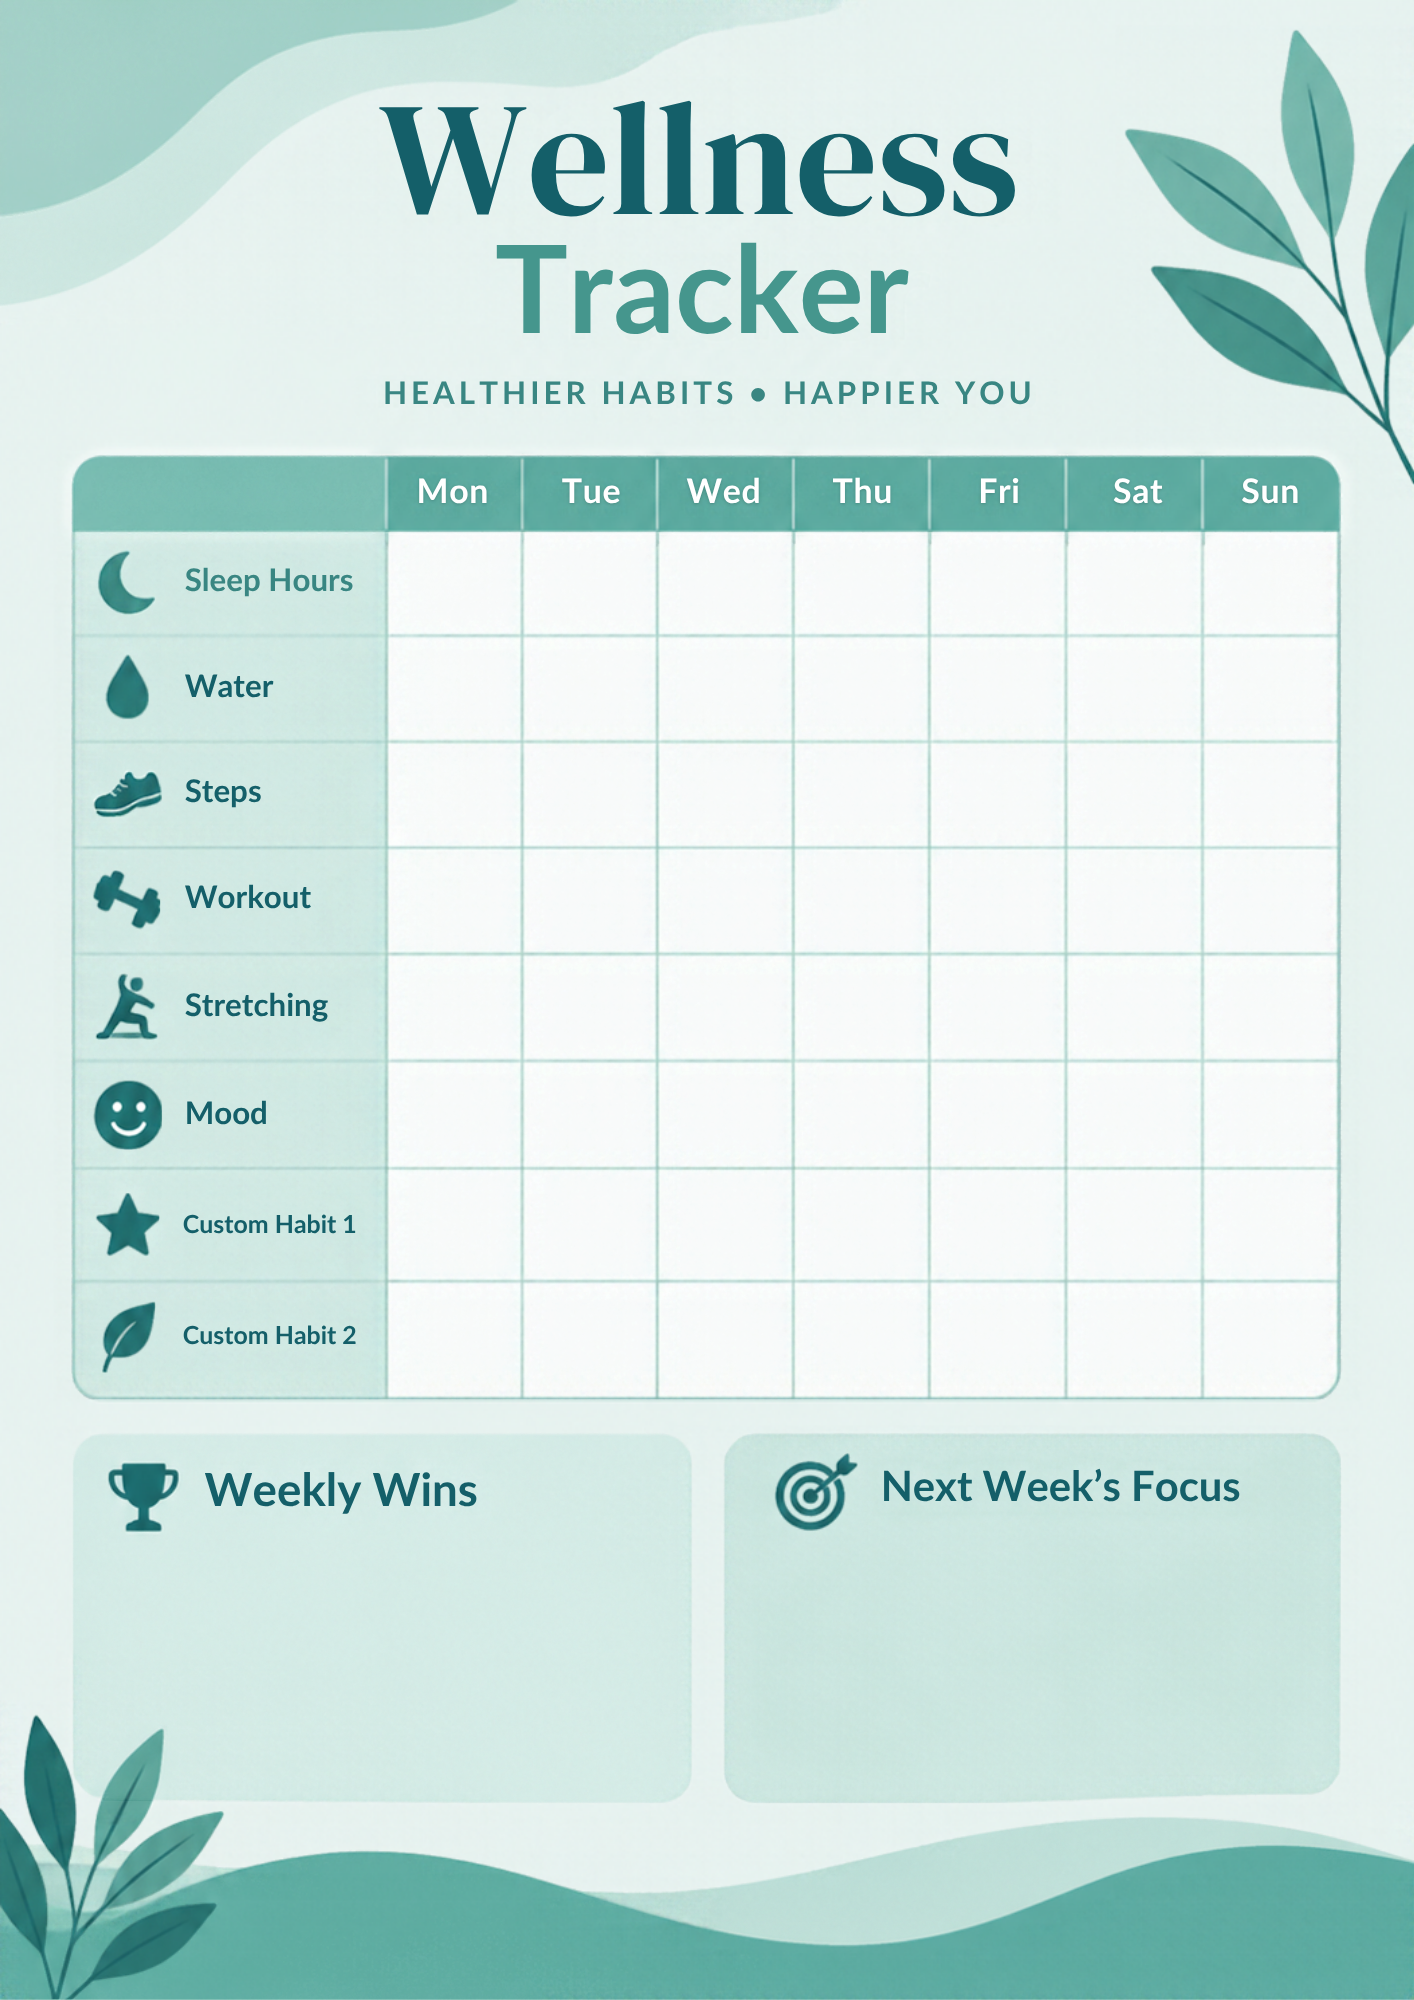 Wellness
Tracker
HEALTHIER HABITS • HAPPIER YOU
Mon Tue Wed Thu Fri Sat Sun
Sleep Hours
Water
Steps
Workout
Stretching
Mood
Custom Habit 1
Custom Habit 2
Weekly Wins
Next Week’s Focus